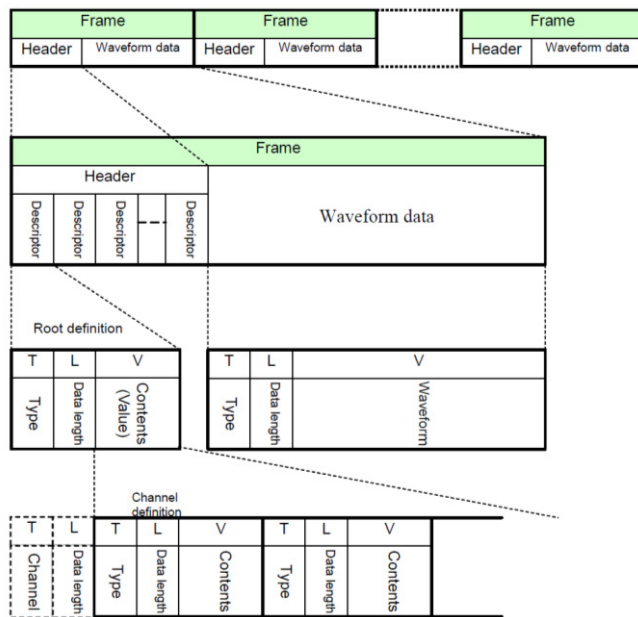 Frame Frame Frame
Header Waveform data Header Waveform data Header Waveform data
Frame
Header
Descriptor Descriptor Descriptor Descriptor
Waveform data
Root definition
T L V T L V
Type Data length Contents (Value) Type Data length Waveform
Channel
definition
T L T L V T L V
Channel Data length Type Data length Contents Type Data length Contents